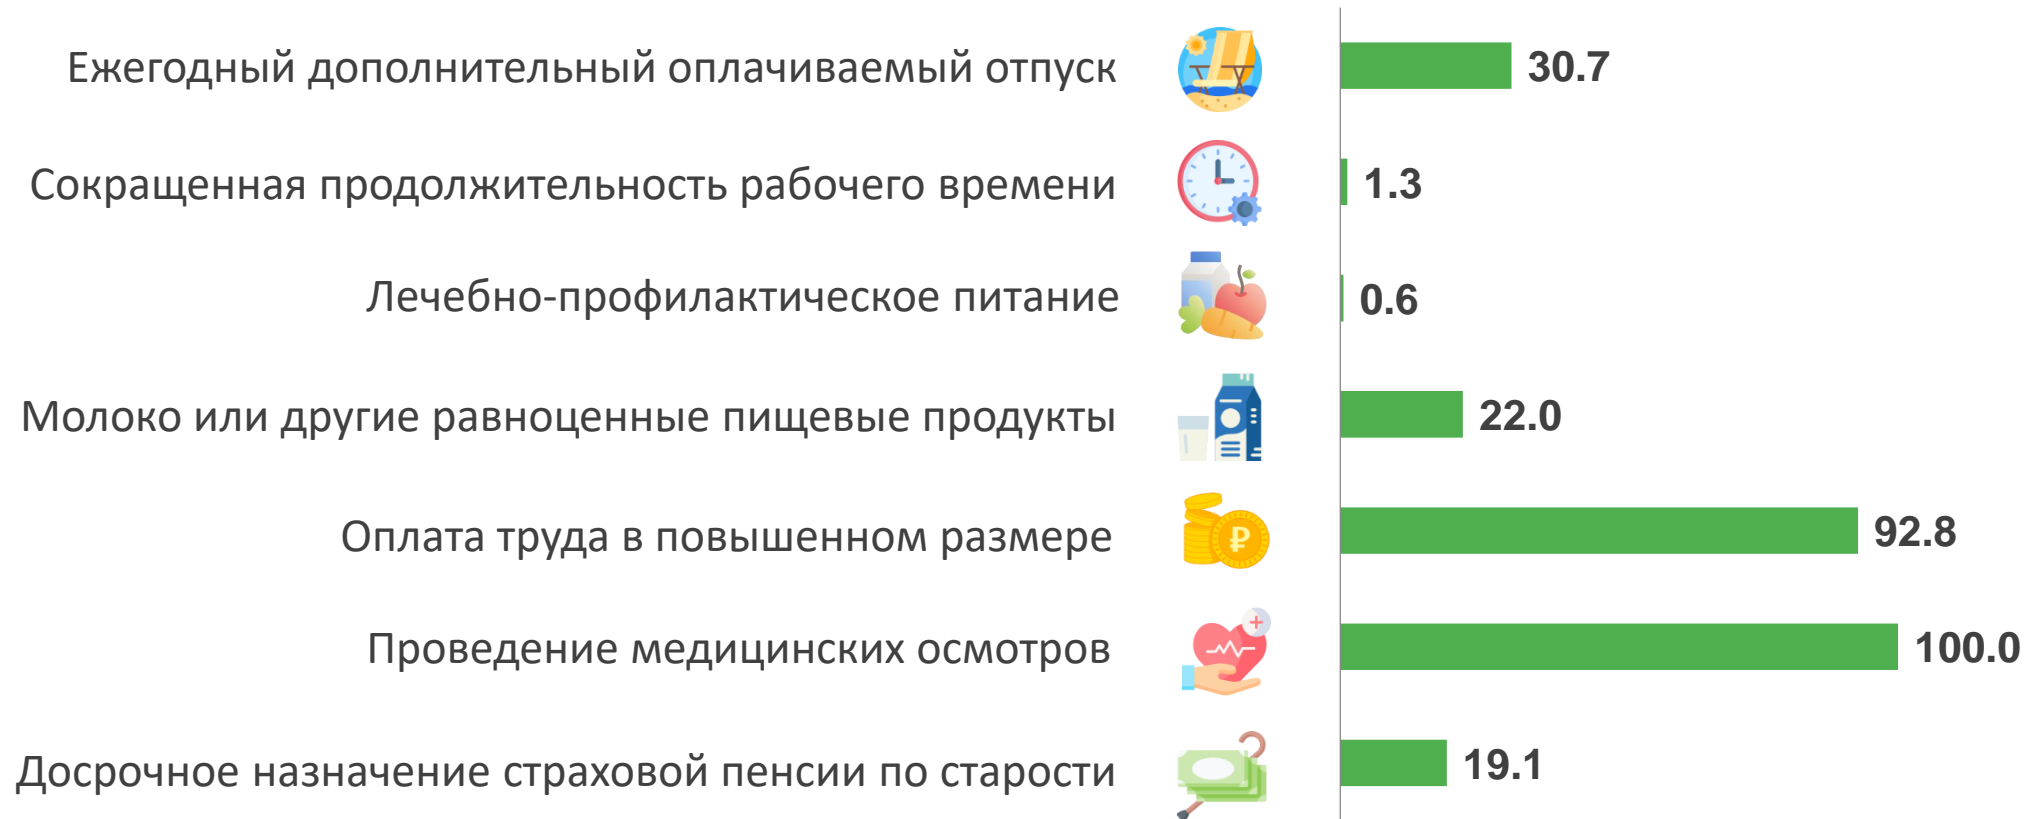 Ежегодный дополнительный оплачиваемый отпуск 30.7
Сокращенная продолжительность рабочего времени 1.3
Лечебно-профилактическое питание 0.6
Молоко или другие равноценные пищевые продукты 22.0
Оплата труда в повышенном размере ₽ 92.8
Проведение медицинских осмотров 100.0
Досрочное назначение страховой пенсии по старости 19.1